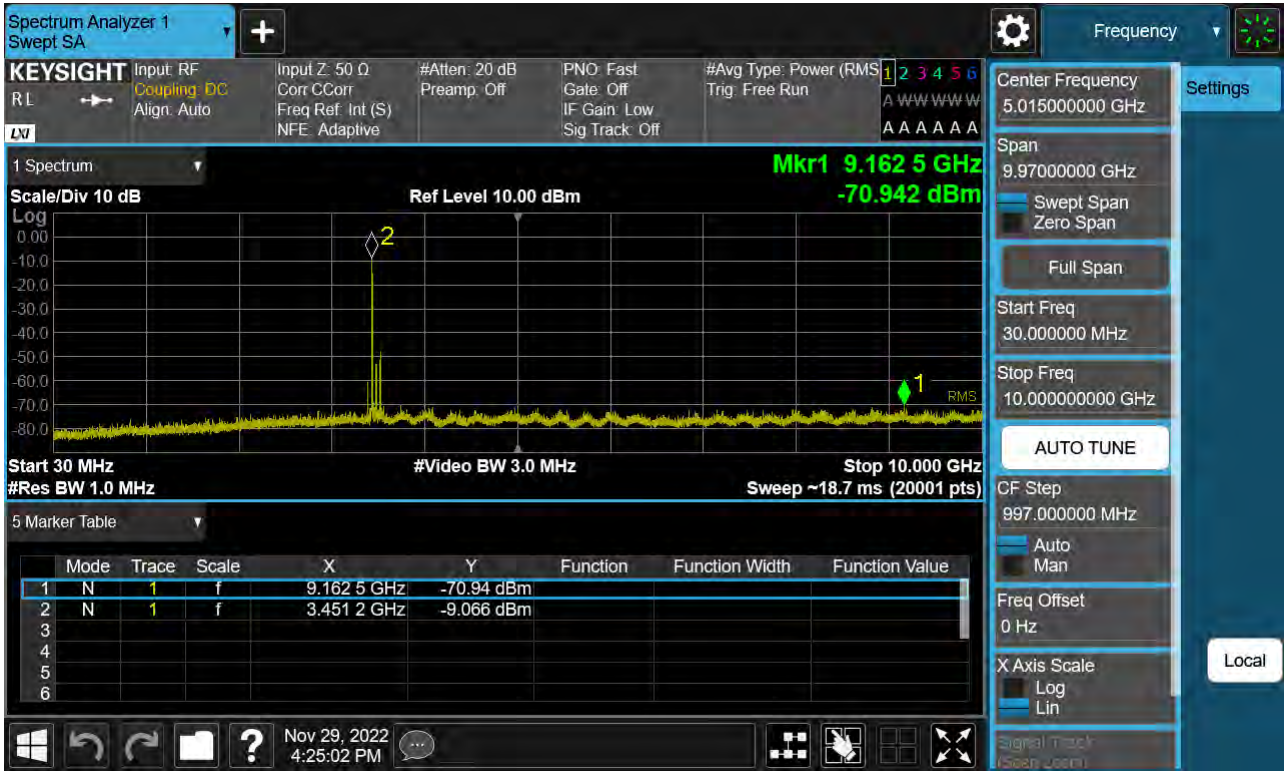 Spectrum Analyzer 1
Swept SA
Frequency
KEYSIGHT
RL
LXI
Input: RF
Coupling: DC
Align: Auto
Input Z: 50 Ω
Corr CCorr
Freq Ref: Int (S)
NFE: Adaptive
#Atten: 20 dB
Preamp: Off
PNO: Fast
Gate: Off
IF Gain: Low
Sig Track: Off
#Avg Type: Power (RMS
Trig: Free Run
1 2 3 4 5 6
A W W W W W
A A A A A A
1 Spectrum
Scale/Div 10 dB
Ref Level 10.00 dBm
Mkr1 9.162 5 GHz
-70.942 dBm
Log
0.00
-10.0
-20.0
-30.0
-40.0
-50.0
-60.0
-70.0
-80.0
2
1
RMS
Start 30 MHz
#Video BW 3.0 MHz
Stop 10.000 GHz
#Res BW 1.0 MHz
Sweep ~18.7 ms (20001 pts)
5 Marker Table
Mode Trace Scale X Y Function Function Width Function Value
1 N 1 f 9.162 5 GHz -70.94 dBm
2 N 1 f 3.451 2 GHz -9.066 dBm
3
4
5
6
?
Nov 29, 2022
4:25:02 PM
Center Frequency
5.015000000 GHz
Settings
Span
9.97000000 GHz
Swept Span
Zero Span
Full Span
Start Freq
30.000000 MHz
Stop Freq
10.000000000 GHz
AUTO TUNE
CF Step
997.000000 MHz
Auto
Man
Freq Offset
0 Hz
X Axis Scale
Log
Lin
Local
Signal Track
(Span Zoom)